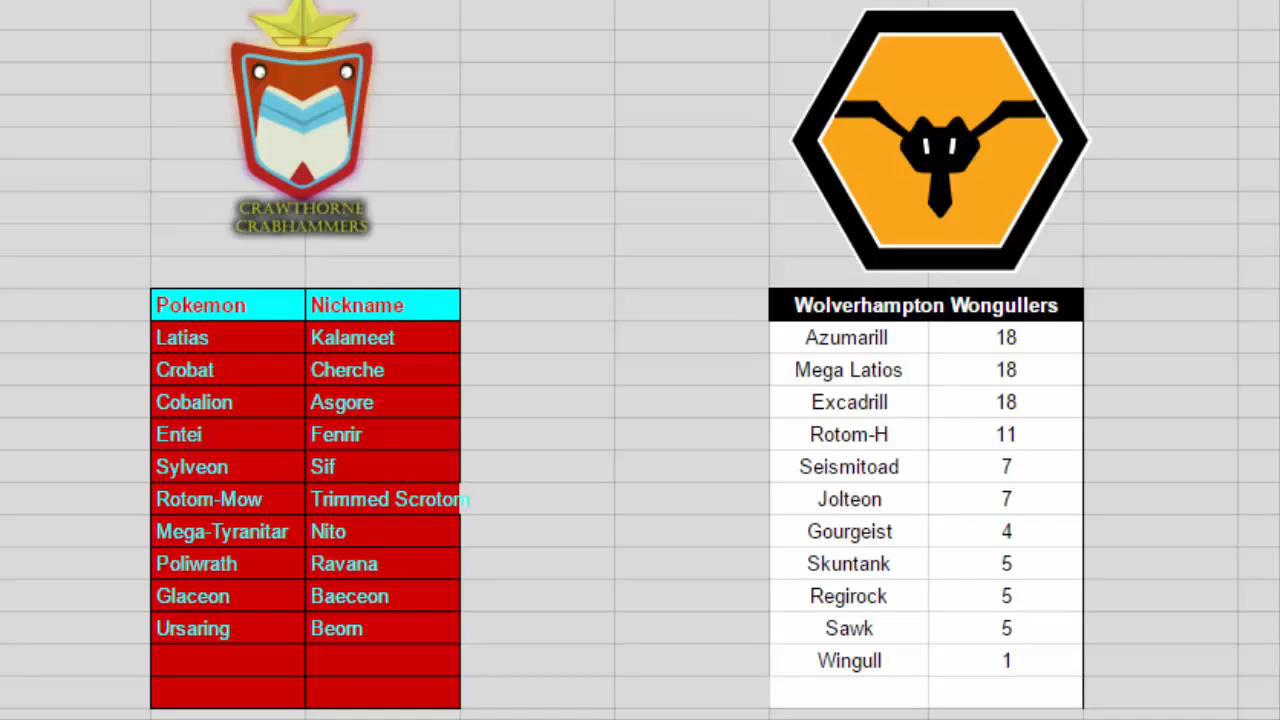 CRAWTHORNE
CRABHAMMERS
Pokemon Nickname
Latias Kalameet
Crobat Cherche
Cobalion Asgore
Entei Fenrir
Sylveon Sif
Rotom-Mow Trimmed Scrotom
Mega-Tyranitar Nito
Poliwrath Ravana
Glaceon Baeceon
Ursaring Beorn
Wolverhampton Wongullers
Azumarill 18
Mega Latios 18
Excadrill 18
Rotom-H 11
Seismitoad 7
Jolteon 7
Gourgeist 4
Skuntank 5
Regirock 5
Sawk 5
Wingull 1